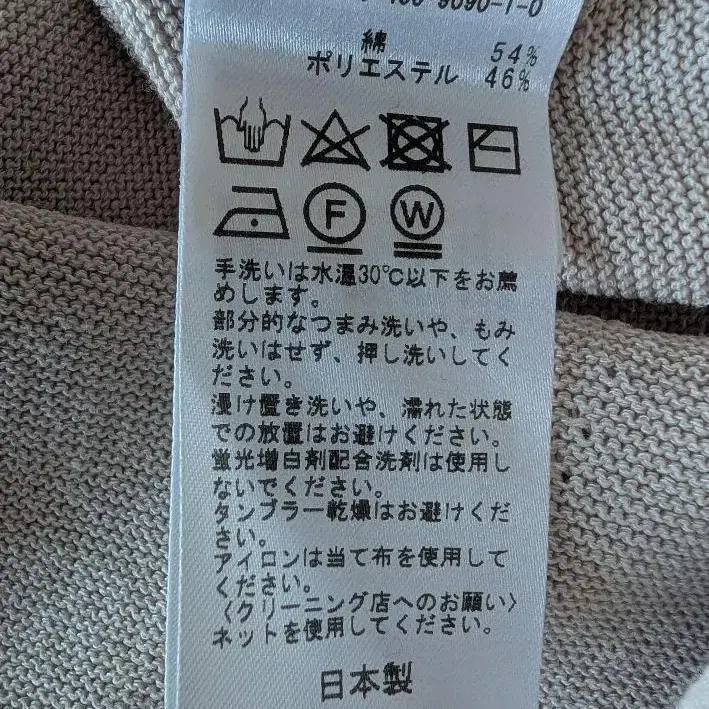 9090-1-0
綿 54%
ポリエステル 46%
F W
手洗いは水温30℃以下をお薦
めします。
部分的なつまみ洗いや、もみ
洗いはせず、押し洗いしてく
ださい。
浸け置き洗いや、濡れた状態
での放置はお避けください。
蛍光増白剤配合洗剤は使用し
ないでください。
タンブラー乾燥はお避けくだ
さい。
アイロンは当て布を使用して
ください。
〈クリーニング店へのお願い〉
ネットを使用してください。
日本製